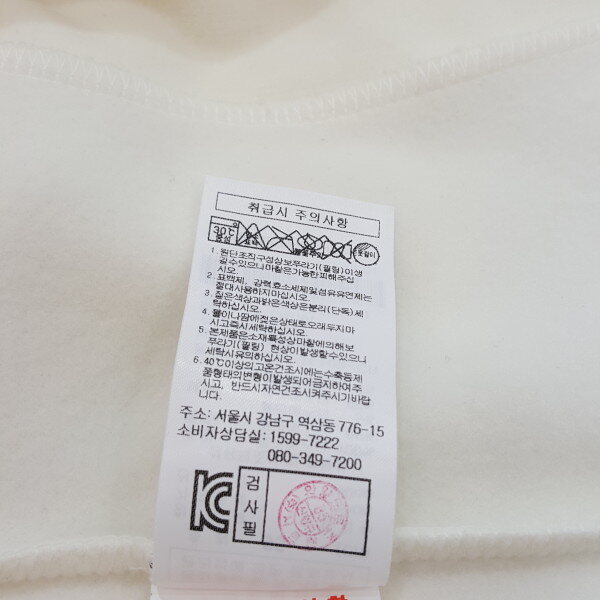 취급시 주의사항
30℃
중성
옷걸이
1. 원단조직구성상보푸라기(필링)이생
길수있으니마찰은가능한피해주십
시오.
2. 표백제, 강력효소세제및섬유유연제는
절대사용하지마십시오.
3. 짙은색상과밝은색상은분리(단독)세
탁하십시오.
4. 물이나땀에젖은상태로오래두지마
시고즉시세탁하십시오.
5. 본제품은소재특성상마찰에의해보
푸라기(필링) 현상이발생할수있으니
세탁시유의하십시오.
6. 40℃이상의고온건조시에는수축등제
품형태의변형이발생되어금지하여주
시고, 반드시자연건조시켜주시기바랍
니다.
주소: 서울시 강남구 역삼동 776-15
소비자상담실: 1599-7222
080-349-7200
검사필